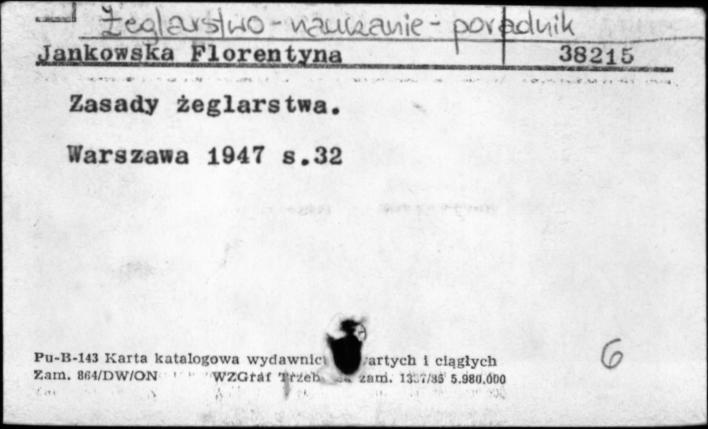 żeglarstwo - nauczanie - poradnik
Jankowska Florentyna 38215
Zasady żeglarstwa.
Warszawa 1947 s.32
6
Pu-B-143 Karta katalogowa wydawnic artych i ciągłych
Zam. 864/DW/ON WZGraf Trzeb zam. 5.980.000